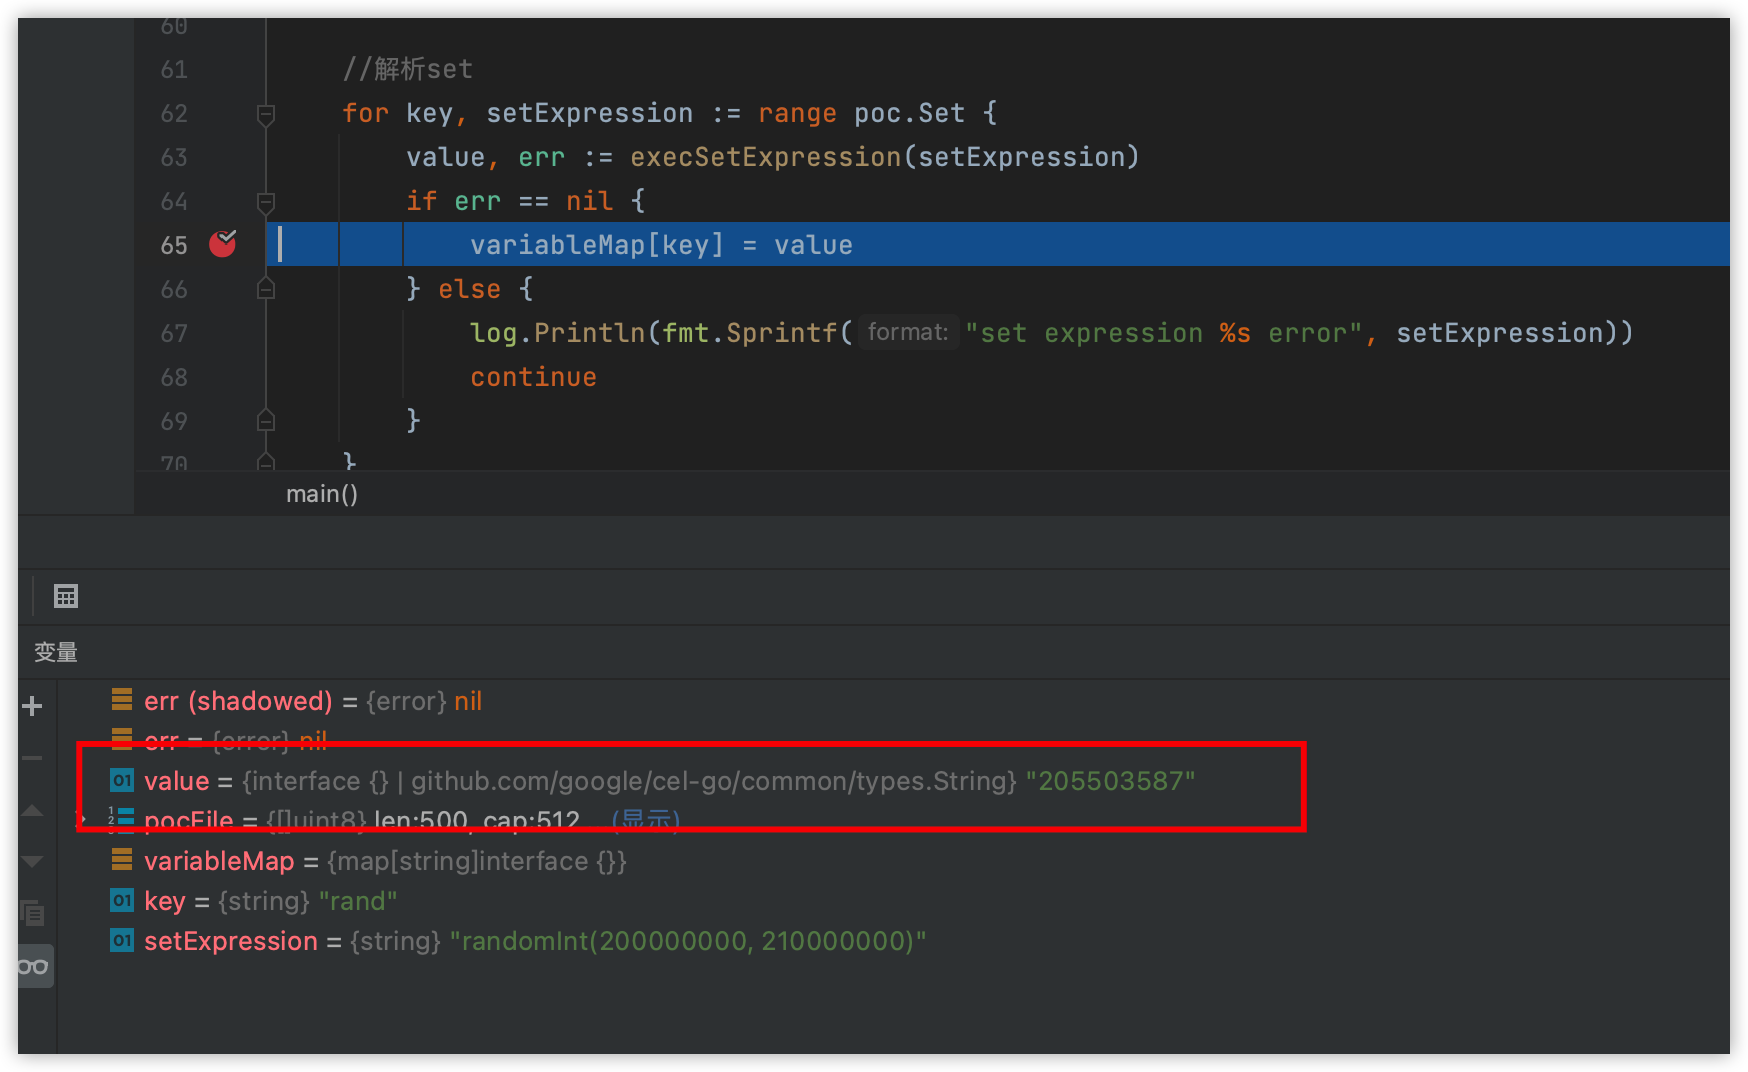 60
61 //解析set
62 for key, setExpression := range poc.Set {
63 value, err := execSetExpression(setExpression)
64 if err == nil {
65 variableMap[key] = value
66 } else {
67 log.Println(fmt.Sprintf( format: "set expression %s error", setExpression))
68 continue
69 }
70 }
main()
变量
err (shadowed) = {error} nil
err = {error} nil
01 value = {interface {} | github.com/google/cel-go/common/types.String} "205503587"
pocFile = {[]uint8} len:500, cap:512 (显示)
variableMap = {map[string]interface {}}
01 key = {string} "rand"
01 setExpression = {string} "randomInt(200000000, 210000000)"